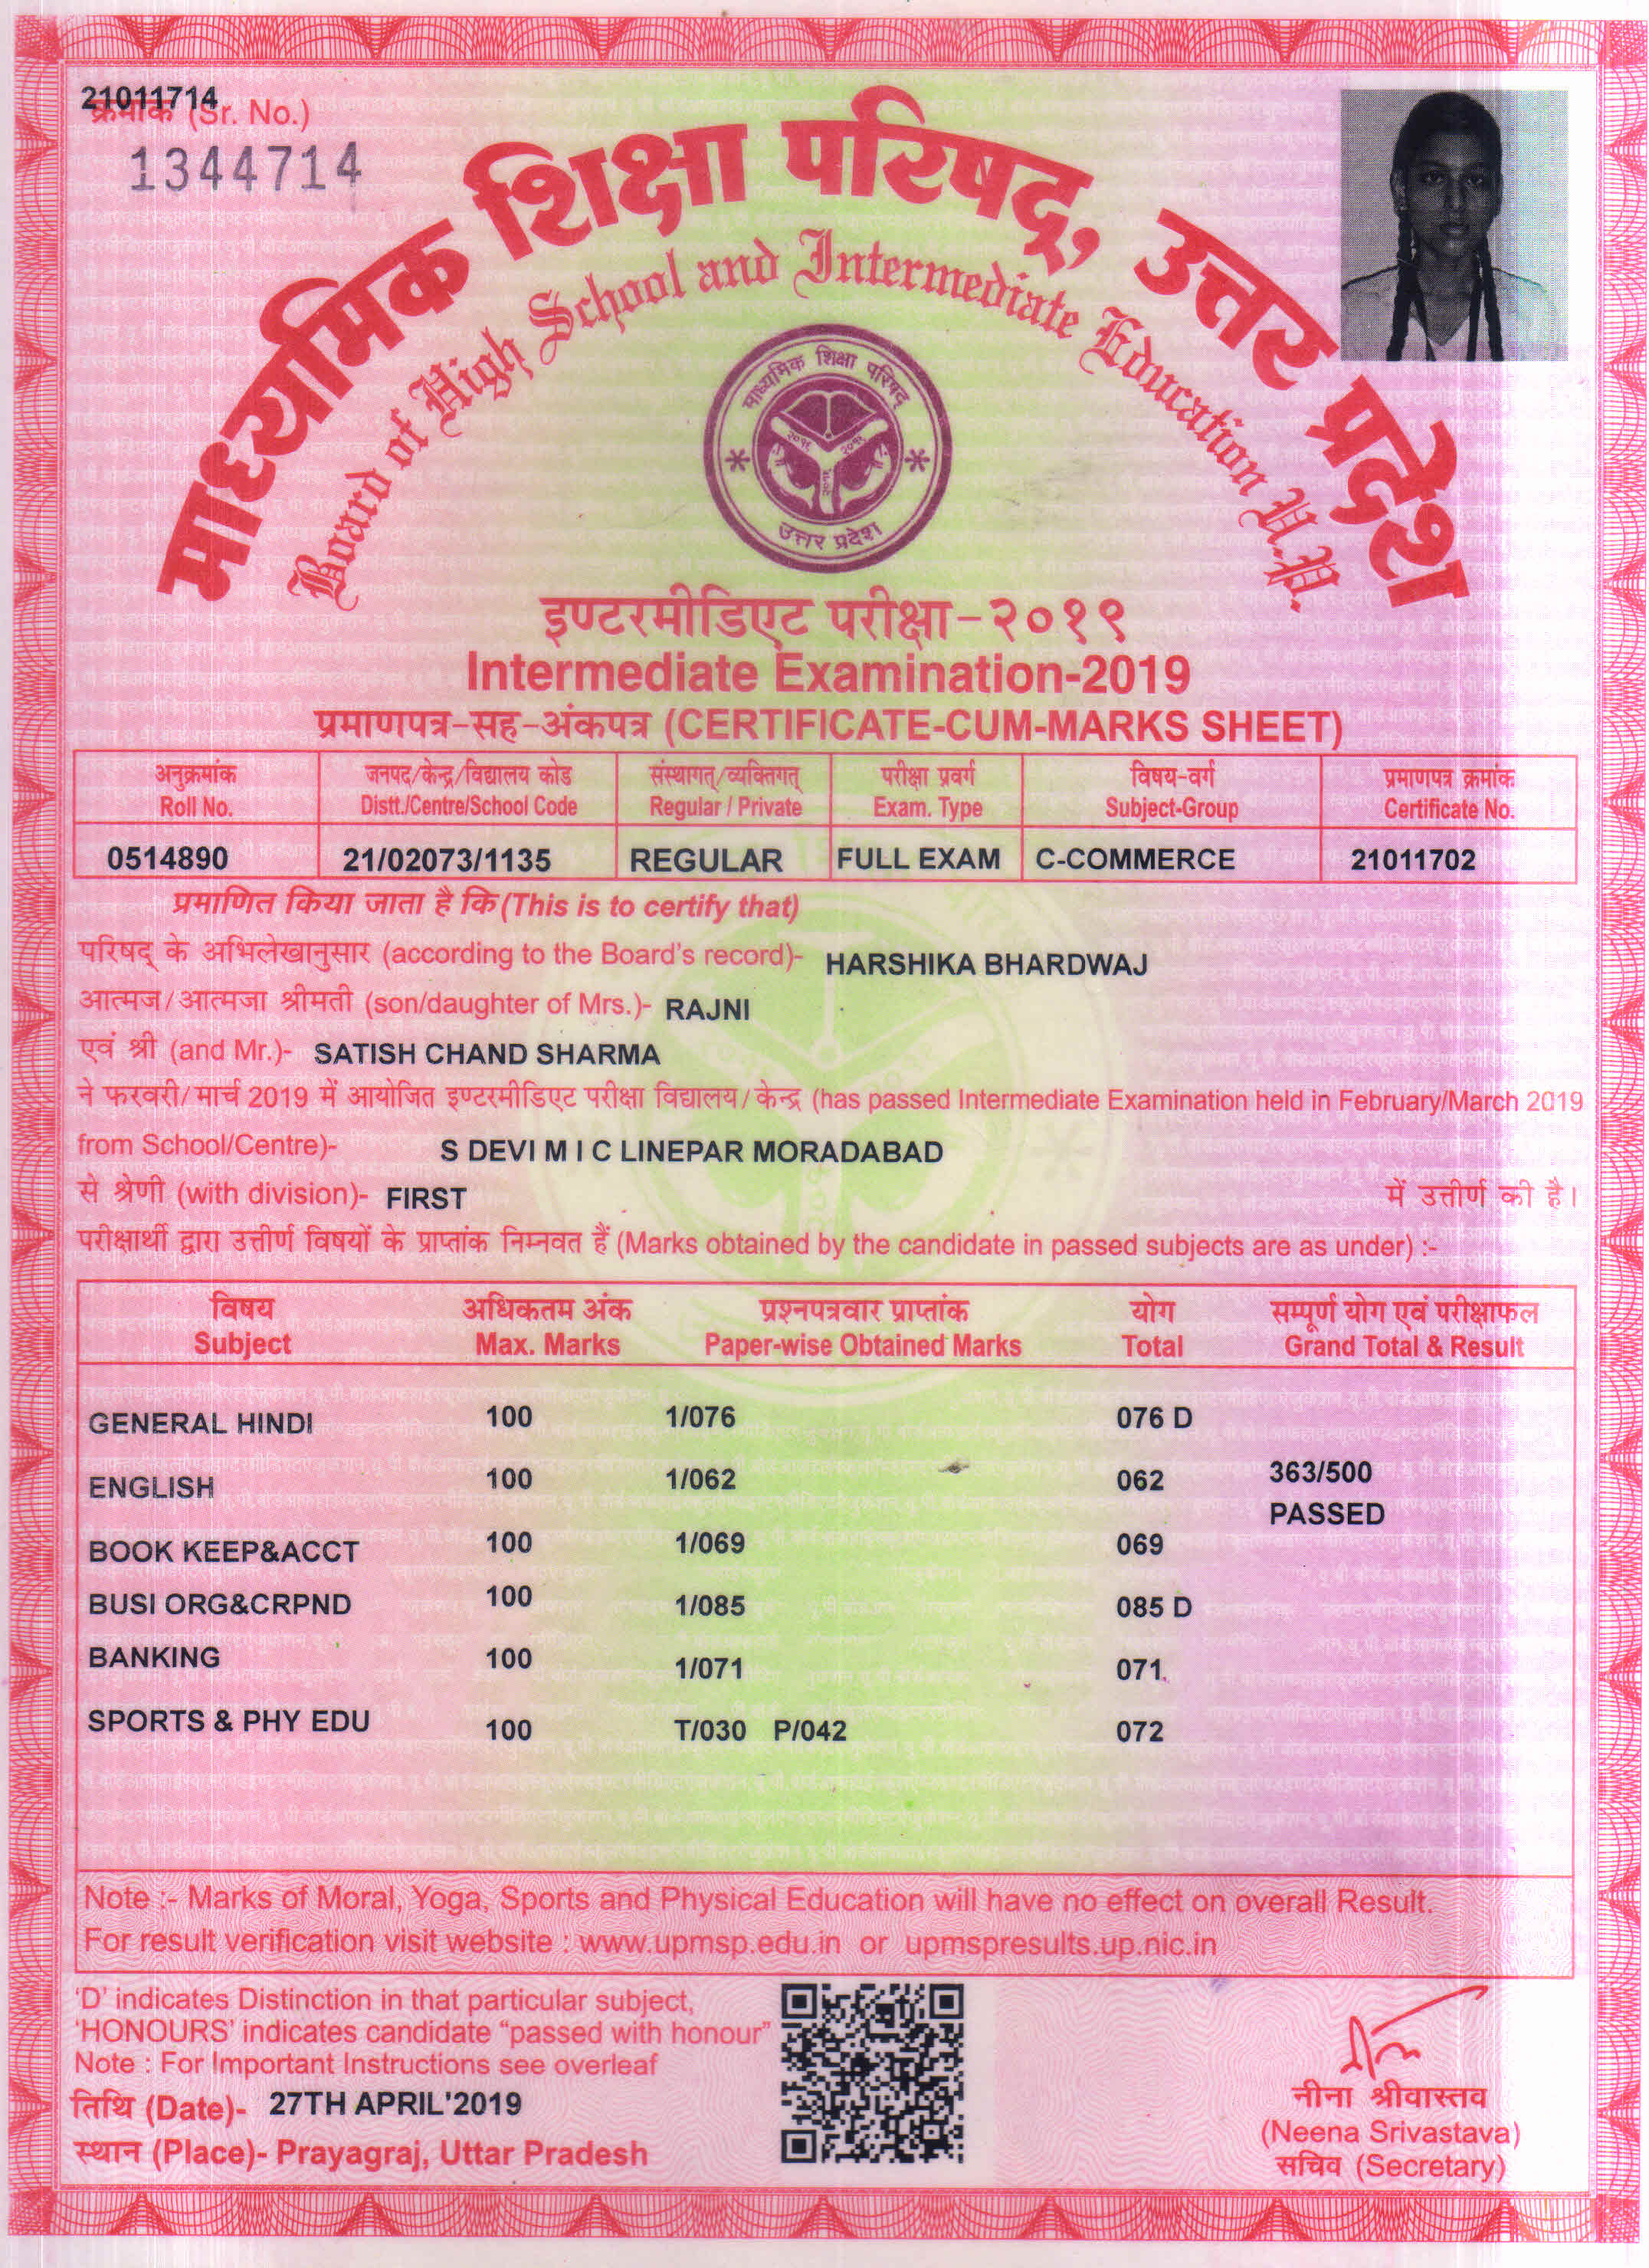 21011714
क्रमांक (Sr. No.)
1344714
माध्यमिक शिक्षा परिषद्, उत्तर प्रदेश
Board of High School and Intermediate Education U.P.
माध्यमिक शिक्षा परिषद्
उत्तर प्रदेश
इण्टरमीडिएट परीक्षा-२०१९
Intermediate Examination-2019
प्रमाणपत्र-सह-अंकपत्र (CERTIFICATE-CUM-MARKS SHEET)
अनुक्रमांक जनपद/केन्द्र/विद्यालय कोड संस्थागत्/व्यक्तिगत् परीक्षा प्रवर्ग विषय-वर्ग प्रमाणपत्र क्रमांक
Roll No. Distt./Centre/School Code Regular / Private Exam. Type Subject-Group Certificate No.
0514890 21/02073/1135 REGULAR FULL EXAM C-COMMERCE 21011702
प्रमाणित किया जाता है कि (This is to certify that)
परिषद् के अभिलेखानुसार (according to the Board's record)- HARSHIKA BHARDWAJ
आत्मज/आत्मजा श्रीमती (son/daughter of Mrs.)- RAJNI
एवं श्री (and Mr.)- SATISH CHAND SHARMA
ने फरवरी/मार्च 2019 में आयोजित इण्टरमीडिएट परीक्षा विद्यालय/केन्द्र (has passed Intermediate Examination held in February/March 2019
from School/Centre)- S DEVI M I C LINEPAR MORADABAD
से श्रेणी (with division)- FIRST में उत्तीर्ण की है।
परीक्षार्थी द्वारा उत्तीर्ण विषयों के प्राप्तांक निम्नवत हैं (Marks obtained by the candidate in passed subjects are as under) :-
विषय अधिकतम अंक प्रश्नपत्रवार प्राप्तांक योग सम्पूर्ण योग एवं परीक्षाफल
Subject Max. Marks Paper-wise Obtained Marks Total Grand Total & Result
GENERAL HINDI 100 1/076 076 D
ENGLISH 100 1/062 062 363/500
PASSED
BOOK KEEP&ACCT 100 1/069 069
BUSI ORG&CRPND 100 1/085 085 D
BANKING 100 1/071 071
SPORTS & PHY EDU 100 T/030 P/042 072
Note :- Marks of Moral, Yoga, Sports and Physical Education will have no effect on overall Result.
For result verification visit website : www.upmsp.edu.in or upmspresults.up.nic.in
'D' indicates Distinction in that particular subject,
'HONOURS' indicates candidate "passed with honour"
Note : For Important Instructions see overleaf
तिथि (Date)- 27TH APRIL'2019
स्थान (Place)- Prayagraj, Uttar Pradesh
नीना श्रीवास्तव
(Neena Srivastava)
सचिव (Secretary)